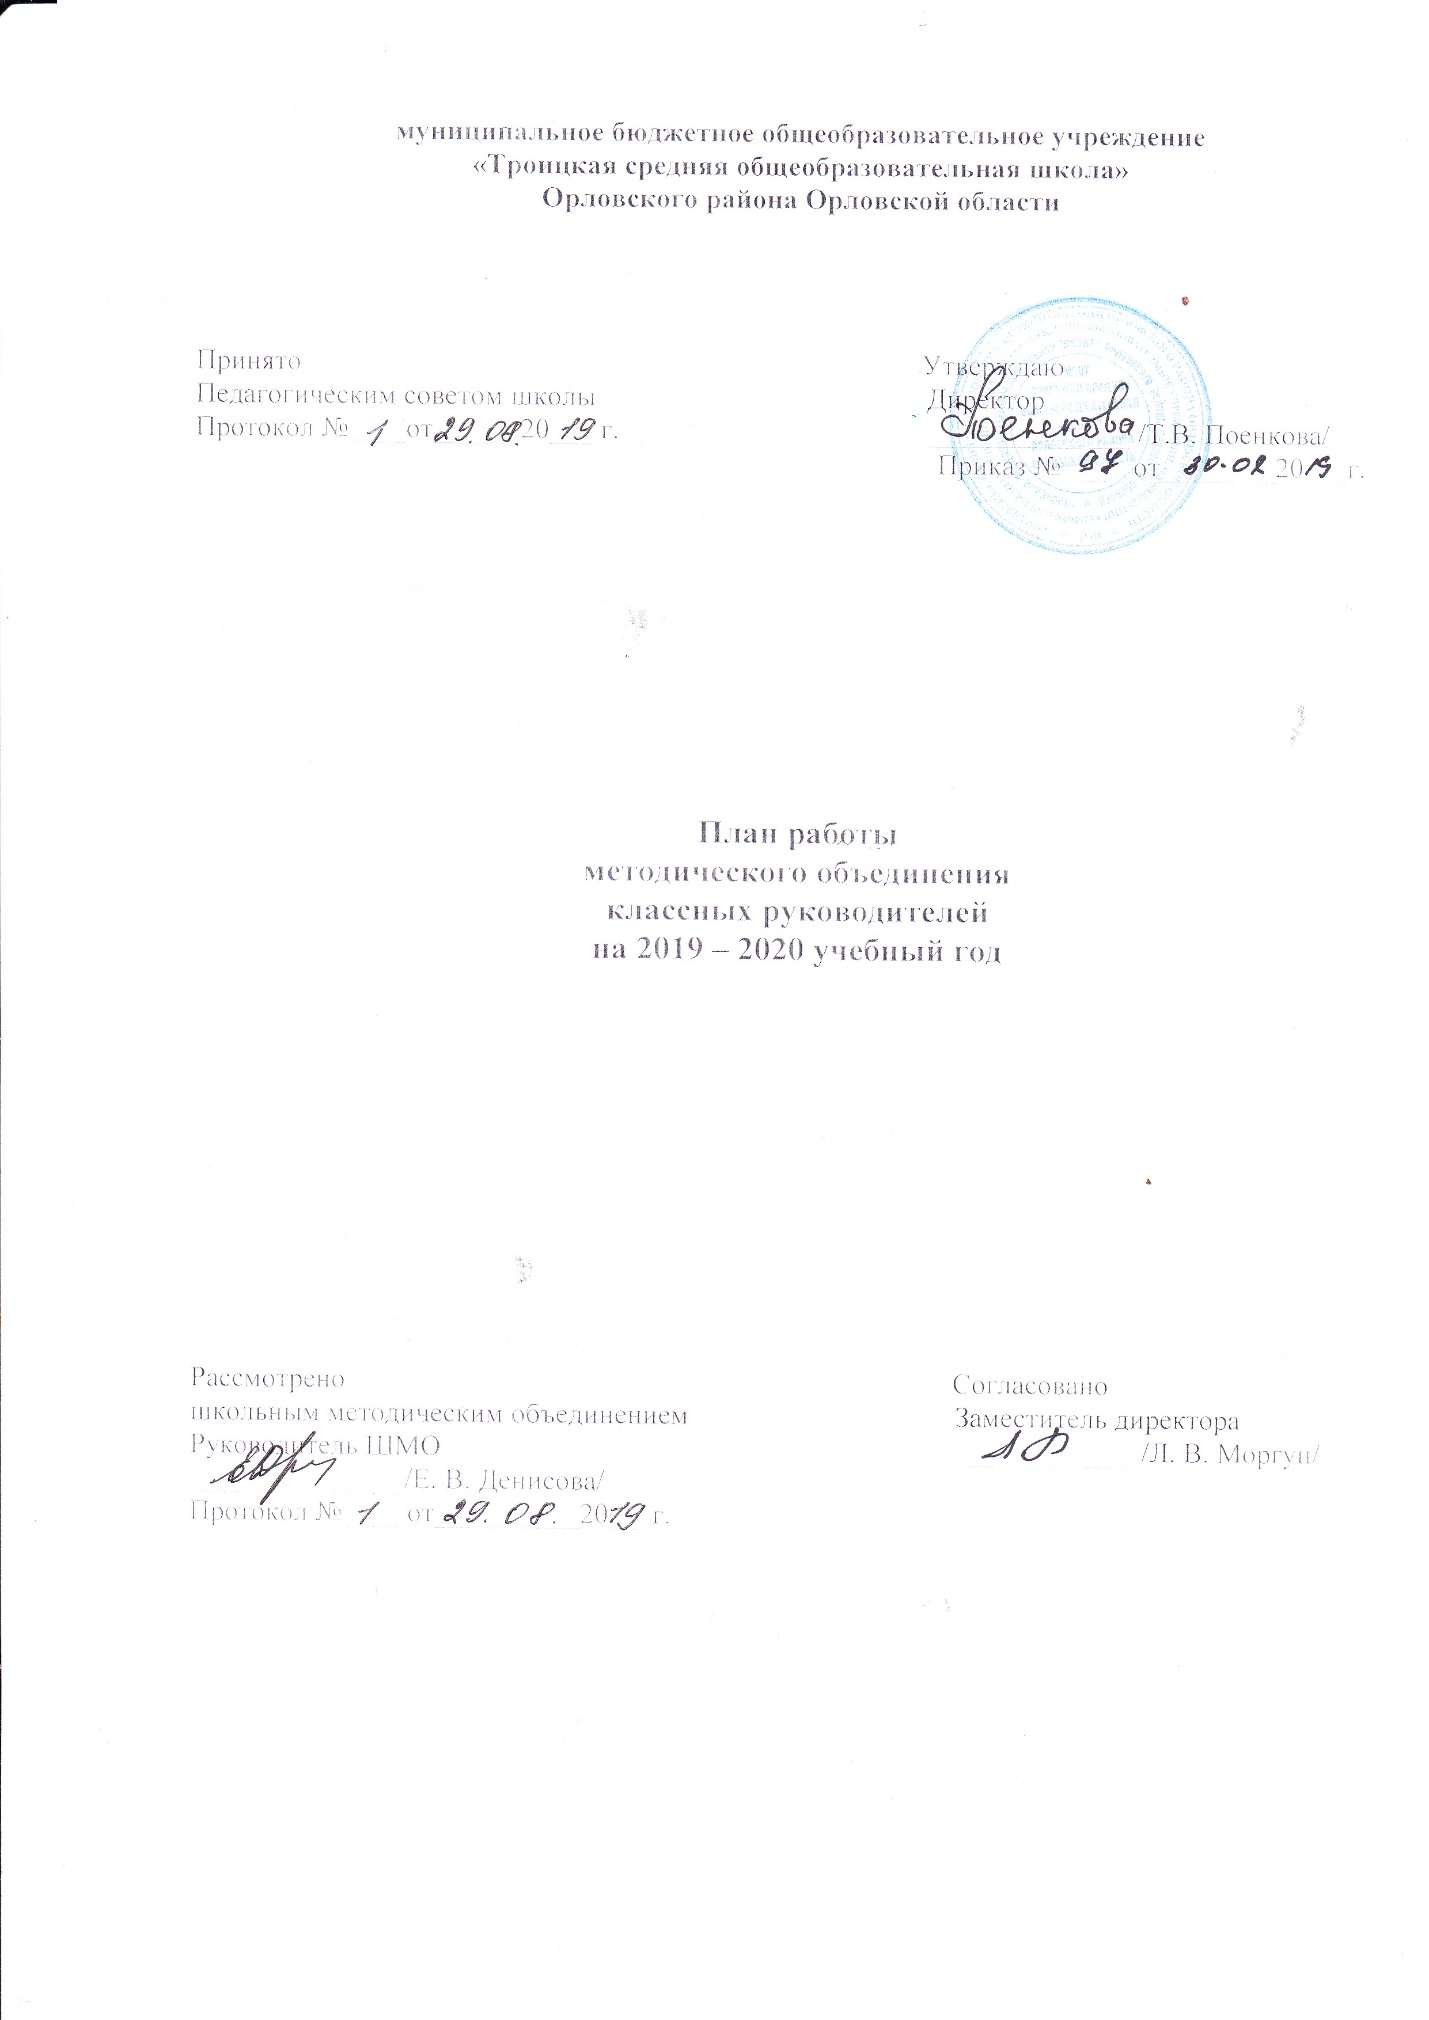 муниципальное бюджетное общеобразовательное учреждение
«Троицкая средняя общеобразовательная школа»
Орловского района Орловской области
Принято
Педагогическим советом школы
Протокол № 1 от 29.08.2019 г.
Утверждаю
Директор
Поенкова /Т.В. Поенкова/
Приказ № 97 от 30.08 2019 г.
План работы
методического объединения
классных руководителей
на 2019 – 2020 учебный год
Рассмотрено
школьным методическим объединением
Руководитель ШМО
/Е. В. Денисова/
Протокол № 1 от 29. 08. 2019 г.
Согласовано
Заместитель директора
/Л. В. Моргун/